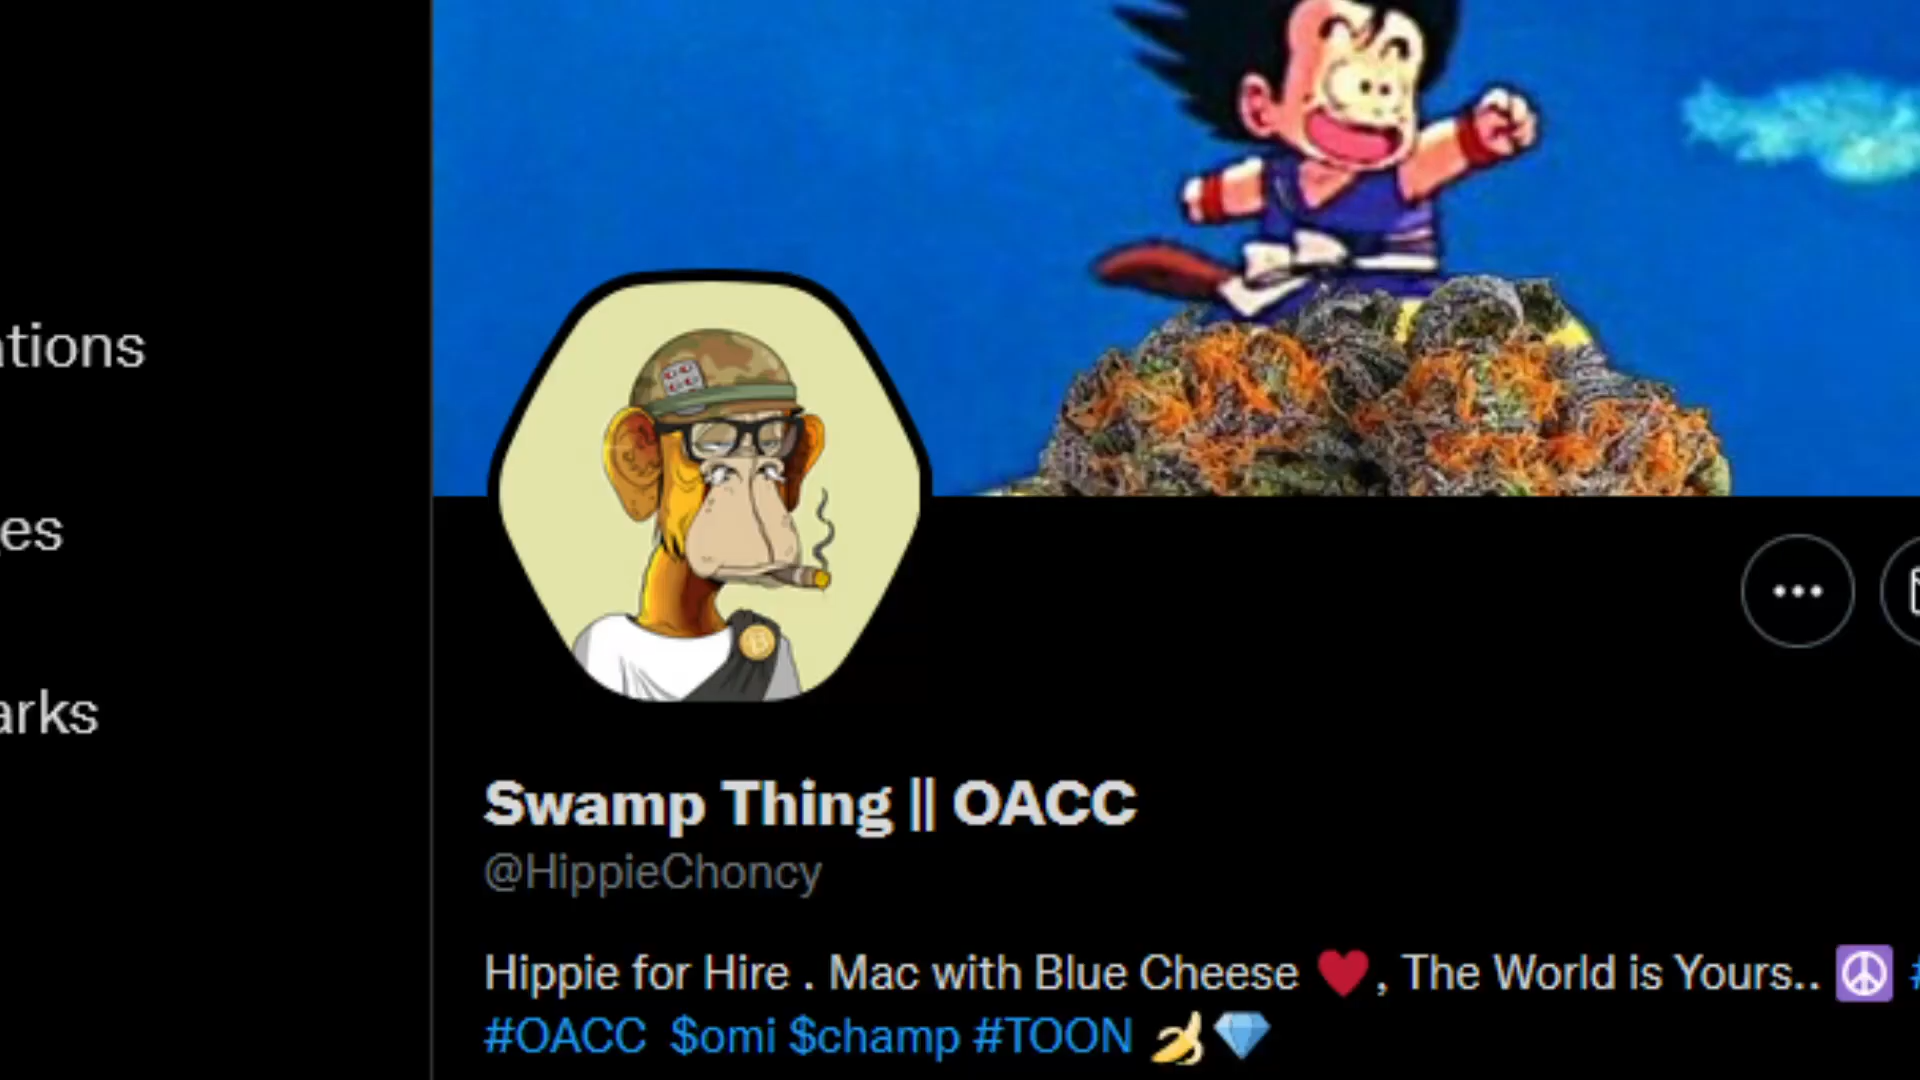 ations
es
arks
Swamp Thing || OACC
@HippieChoncy
Hippie for Hire . Mac with Blue Cheese ♥️, The World is Yours.. ☮️ #
#OACC $omi $champ #TOON 🍌💎